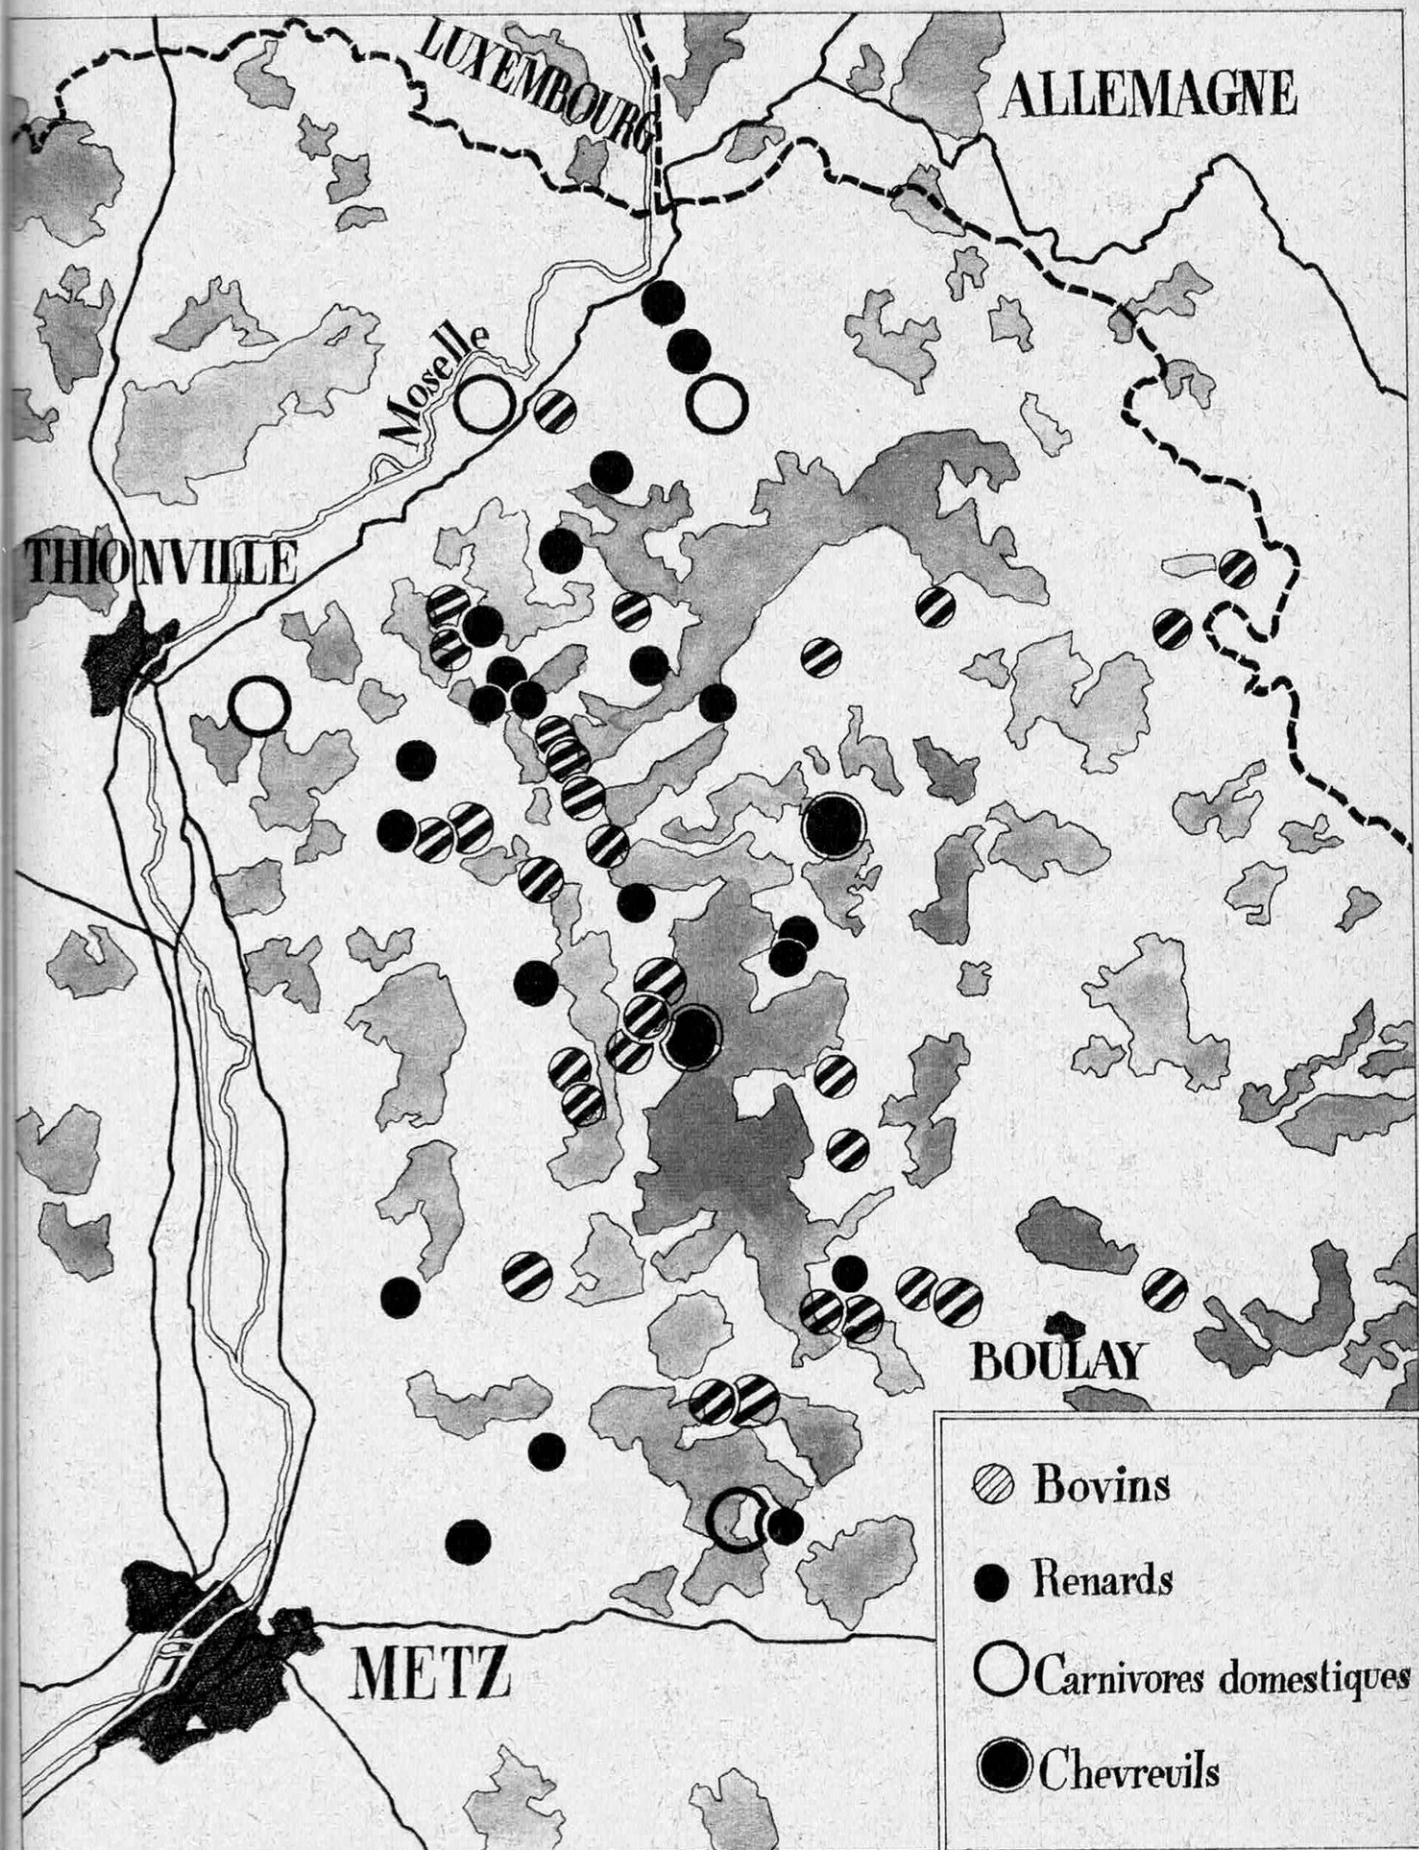 LUXEMBOURG
ALLEMAGNE
Moselle
THIONVILLE
BOULAY
METZ
Bovins
Renards
Carnivores domestiques
Chevreuils